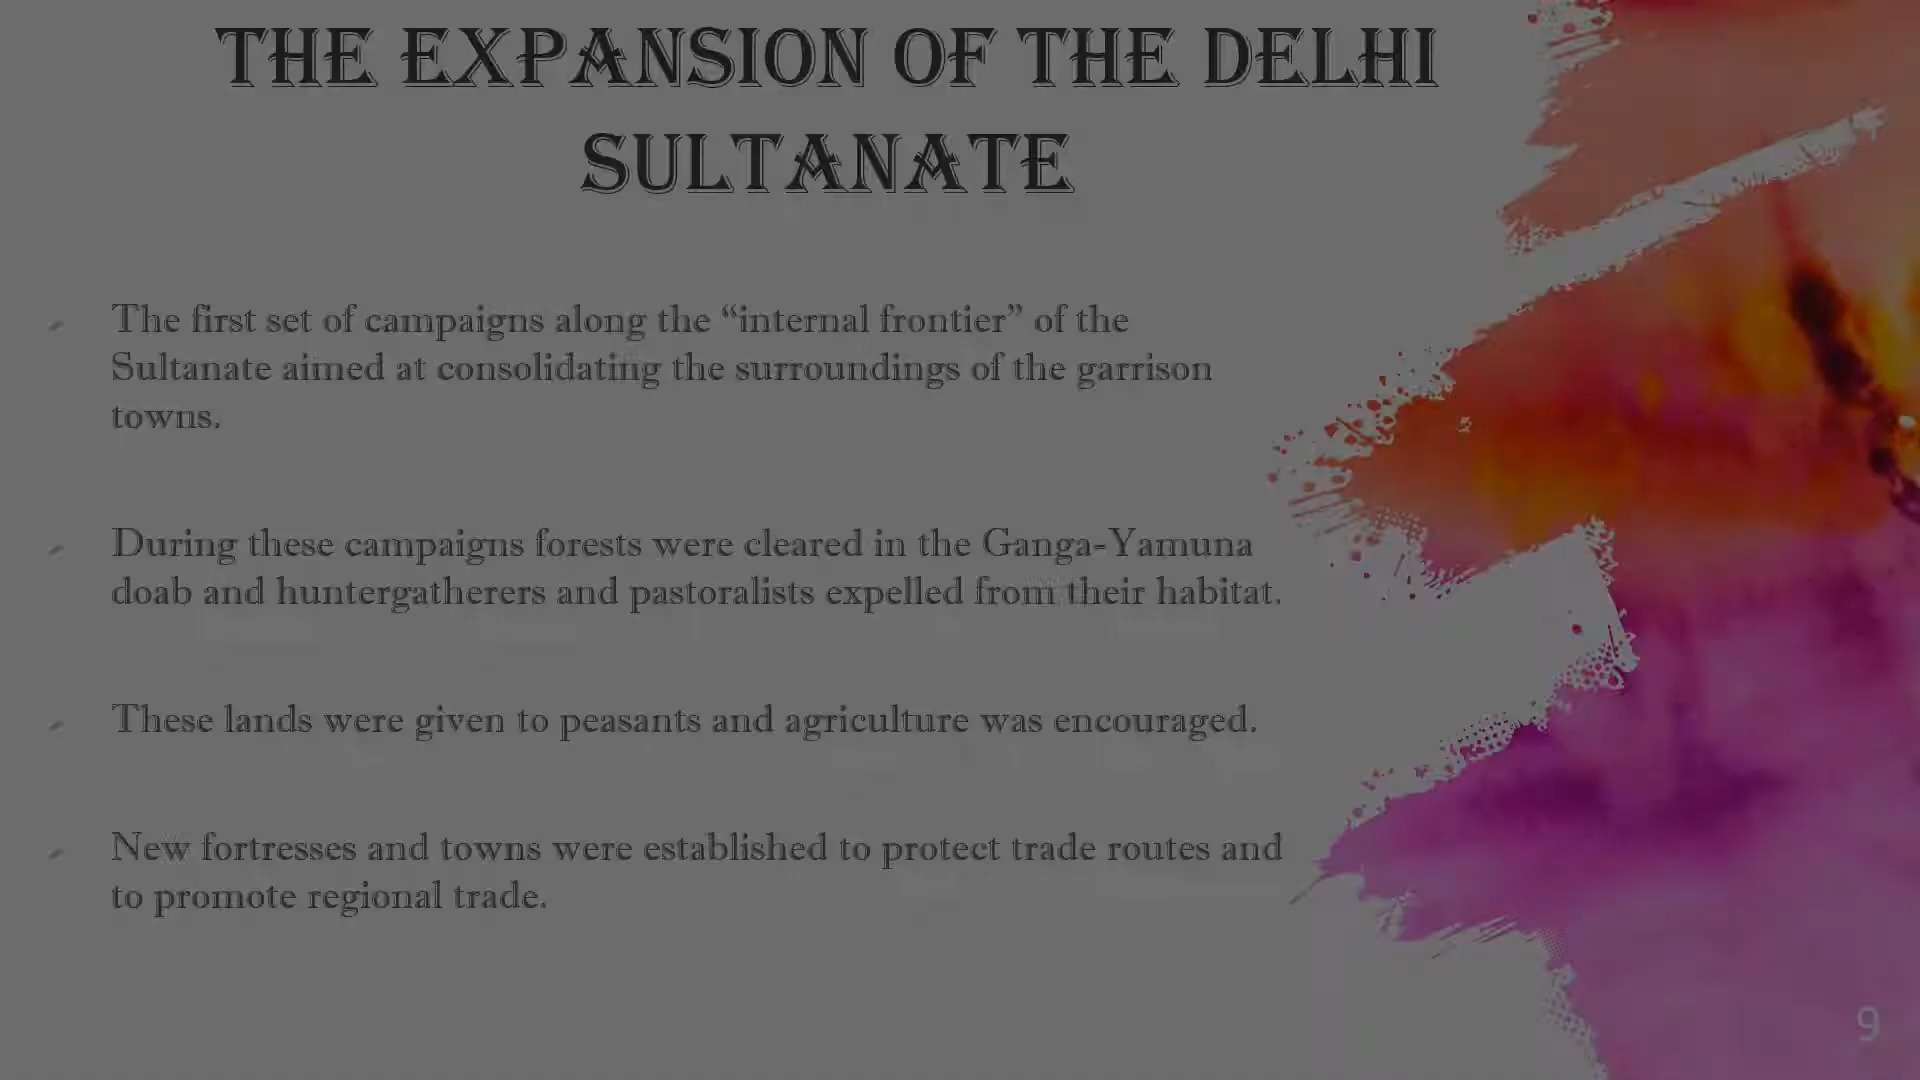 THE EXPANSION OF THE DELHI
SULTANATE
The first set of campaigns along the “internal frontier” of the
Sultanate aimed at consolidating the surroundings of the garrison
towns.
During these campaigns forests were cleared in the Ganga-Yamuna
doab and huntergatherers and pastoralists expelled from their habitat.
These lands were given to peasants and agriculture was encouraged.
New fortresses and towns were established to protect trade routes and
to promote regional trade.
9